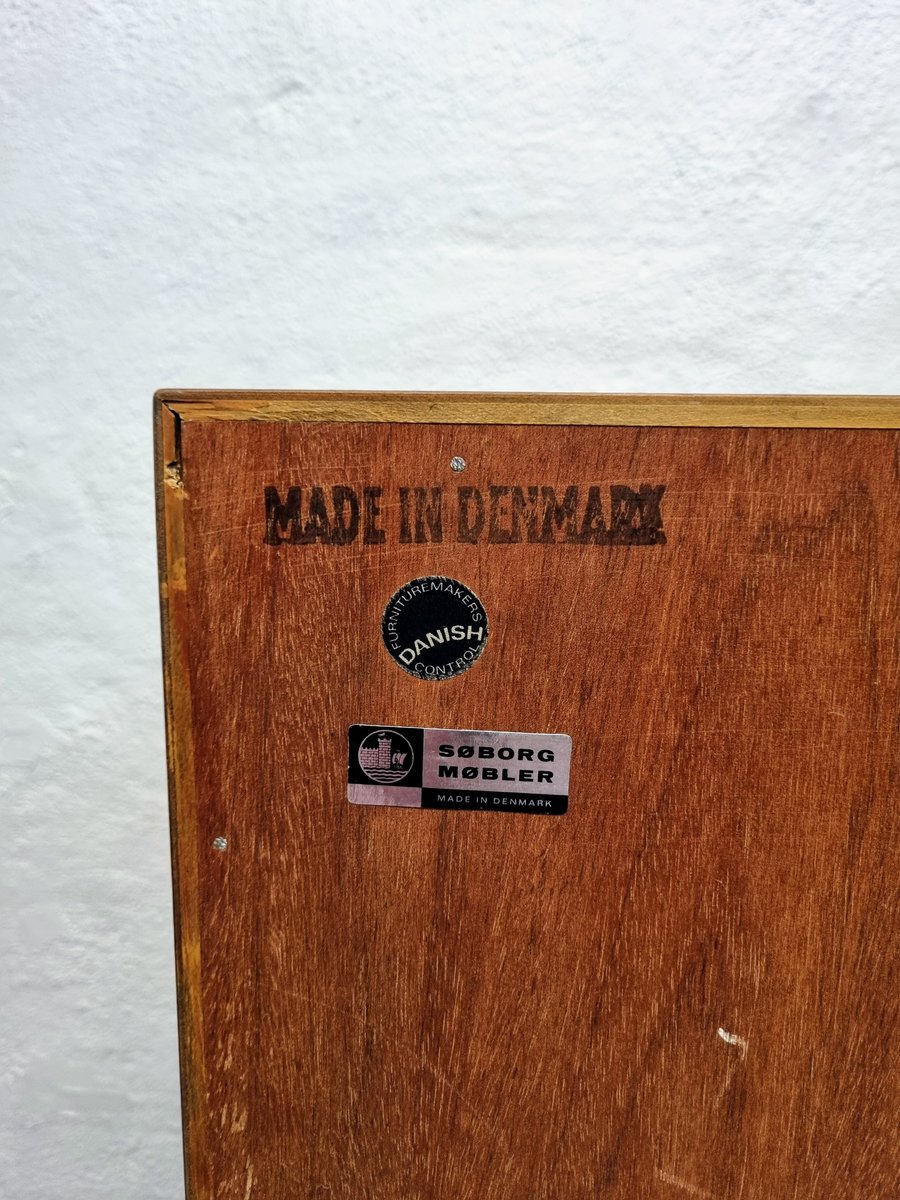 MADE IN DENMARK
FURNITUREMAKERS
DANISH
CONTROL
SØBORG
MØBLER
MADE IN DENMARK